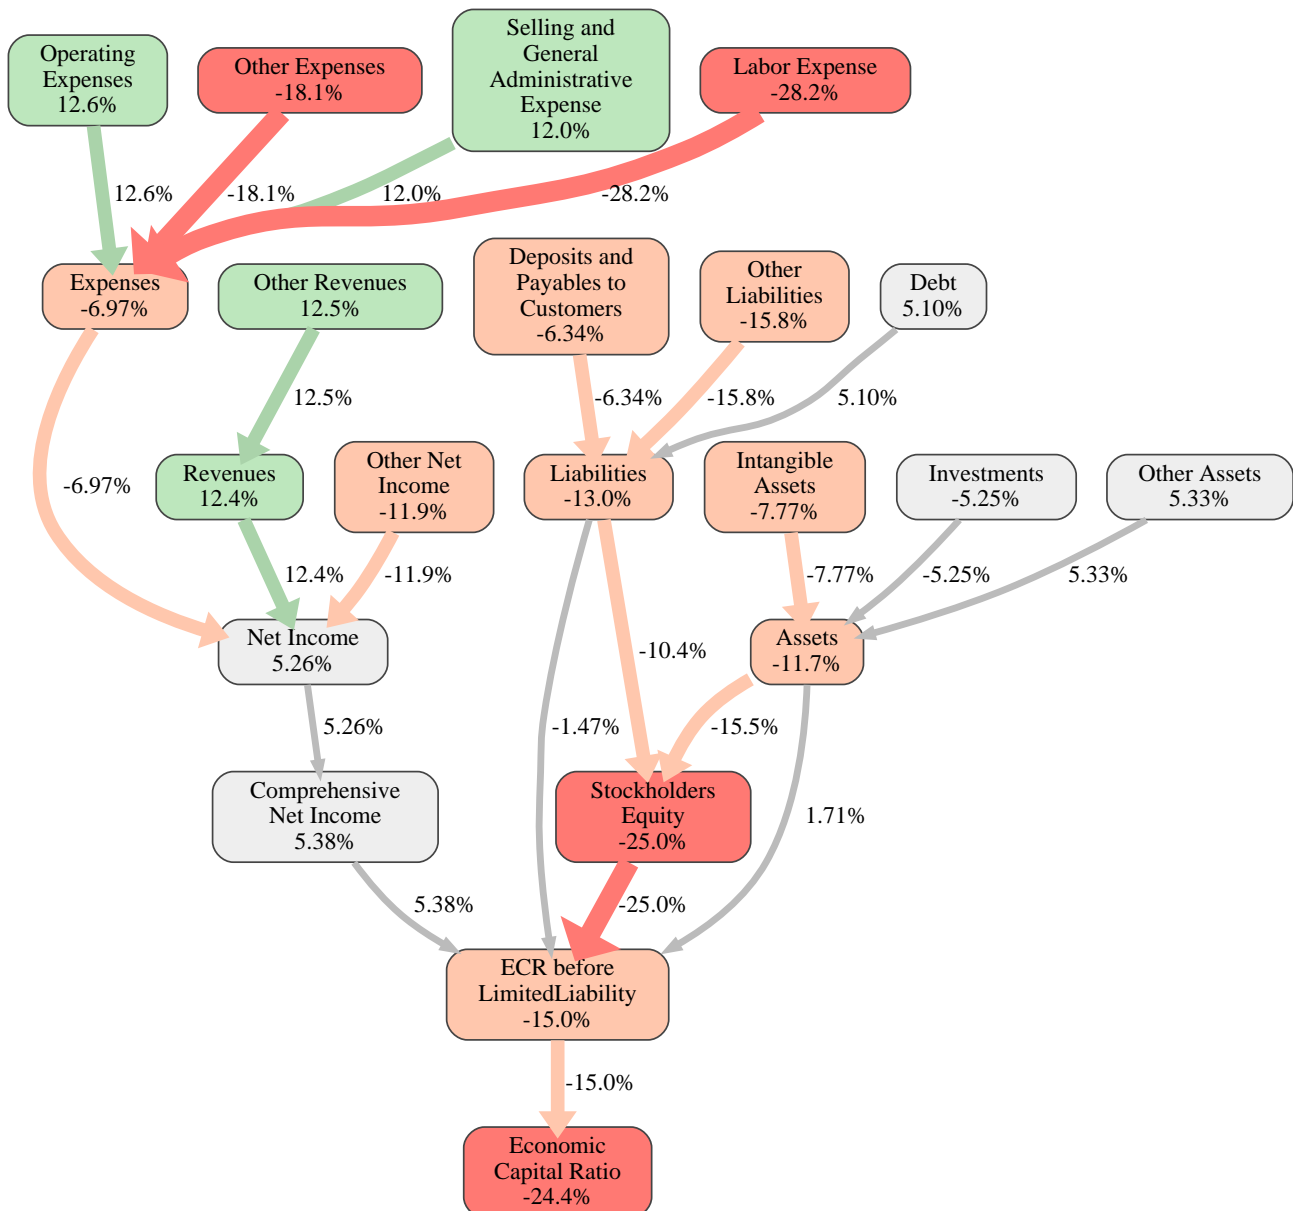 Operating
Expenses
12.6%
Other Expenses
-18.1%
Selling and
General
Administrative
Expense
12.0%
Labor Expense
-28.2%
12.6%
-18.1%
12.0%
-28.2%
Expenses
-6.97%
Other Revenues
12.5%
Deposits and
Payables to
Customers
-6.34%
Other
Liabilities
-15.8%
Debt
5.10%
12.5%
-6.34%
-15.8%
5.10%
-6.97%
Revenues
12.4%
Other Net
Income
-11.9%
Liabilities
-13.0%
Intangible
Assets
-7.77%
Investments
-5.25%
Other Assets
5.33%
12.4%
-11.9%
-7.77%
-5.25%
5.33%
Net Income
5.26%
-10.4%
Assets
-11.7%
5.26%
-1.47%
-15.5%
Comprehensive
Net Income
5.38%
Stockholders
Equity
-25.0%
1.71%
5.38%
-25.0%
ECR before
LimitedLiability
-15.0%
-15.0%
Economic
Capital Ratio
-24.4%